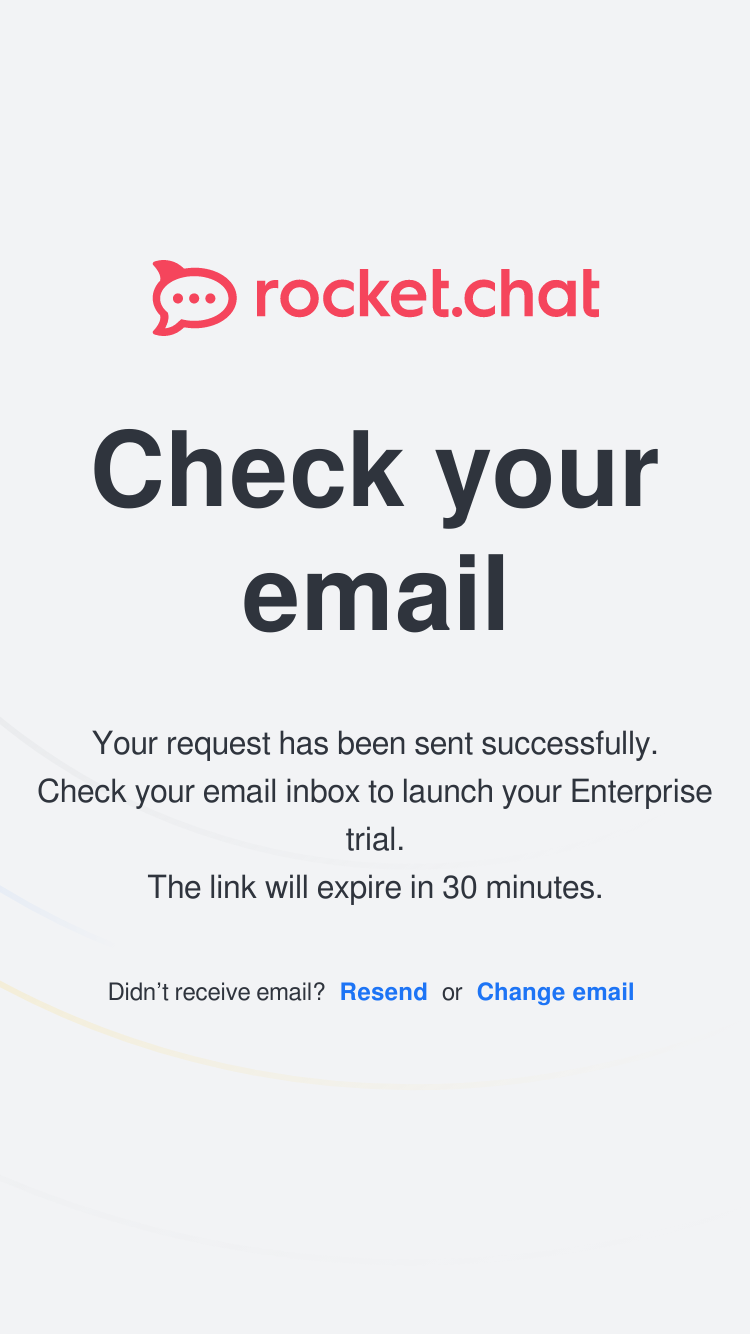 rocket.chat
Check your
email
Your request has been sent successfully.
Check your email inbox to launch your Enterprise
trial.
The link will expire in 30 minutes.
Didn’t receive email? Resend or Change email